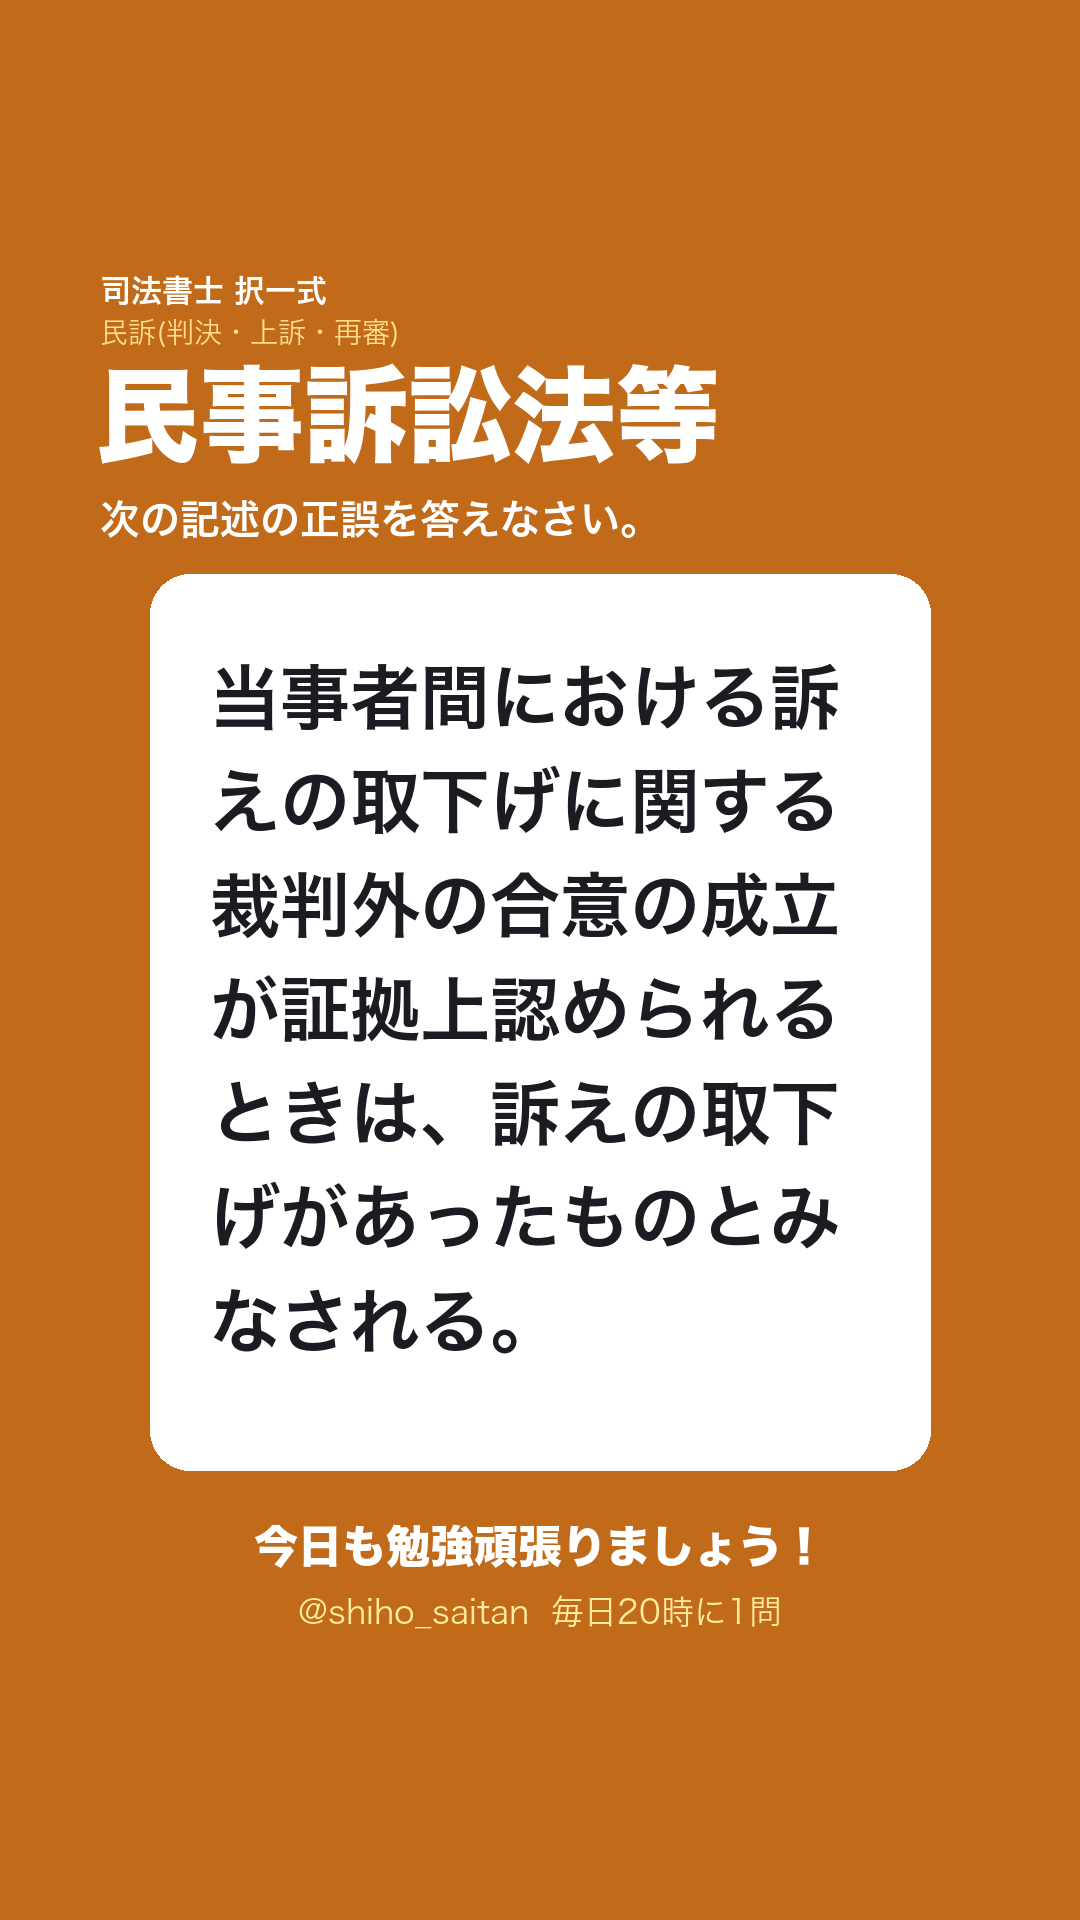 司法書士 択一式
民訴(判決・上訴・再審)
民事訴訟法等
次の記述の正誤を答えなさい。
当事者間における訴
えの取下げに関する
裁判外の合意の成立
が証拠上認められる
ときは、訴えの取下
げがあったものとみ
なされる。
今日も勉強頑張りましょう！
@shiho_saitan 毎日20時に1問